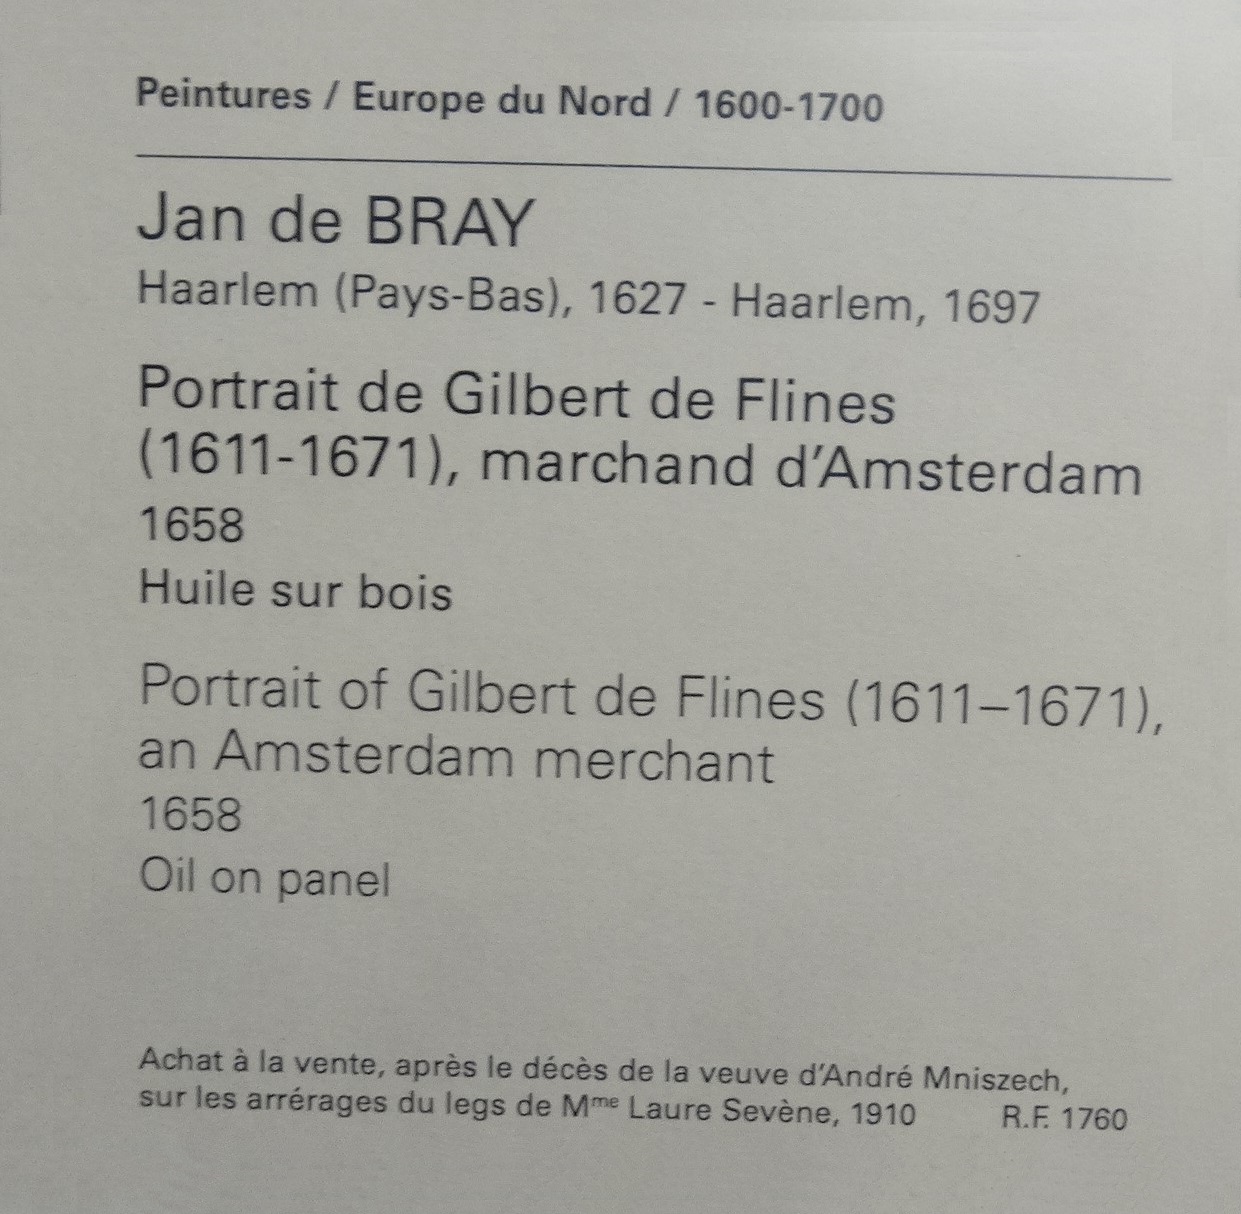 Peintures / Europe du Nord / 1600-1700
Jan de BRAY
Haarlem (Pays-Bas), 1627 - Haarlem, 1697
Portrait de Gilbert de Flines
(1611-1671), marchand d'Amsterdam
1658
Huile sur bois
Portrait of Gilbert de Flines (1611–1671),
an Amsterdam merchant
1658
Oil on panel
Achat à la vente, après le décès de la veuve d'André Mniszech,
sur les arrérages du legs de Mme Laure Sevène, 1910 R.F. 1760